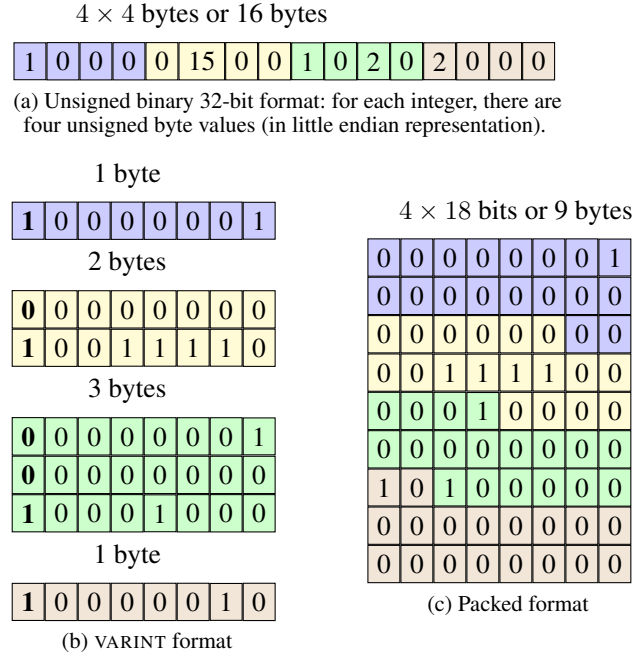 4 × 4 bytes or 16 bytes
1 0 0 0 0 15 0 0 1 0 2 0 2 0 0 0
(a) Unsigned binary 32-bit format: for each integer, there are
four unsigned byte values (in little endian representation).
1 byte
1 0 0 0 0 0 0 1
2 bytes
0 0 0 0 0 0 0 0
1 0 0 1 1 1 1 0
3 bytes
0 0 0 0 0 0 0 1
0 0 0 0 0 0 0 0
1 0 0 0 1 0 0 0
1 byte
1 0 0 0 0 0 1 0
(b) VARINT format
4 × 18 bits or 9 bytes
0 0 0 0 0 0 0 1
0 0 0 0 0 0 0 0
0 0 0 0 0 0 0 0
0 0 1 1 1 1 0 0
0 0 0 1 0 0 0 0
0 0 0 0 0 0 0 0
1 0 1 0 0 0 0 0
0 0 0 0 0 0 0 0
0 0 0 0 0 0 0 0
(c) Packed format